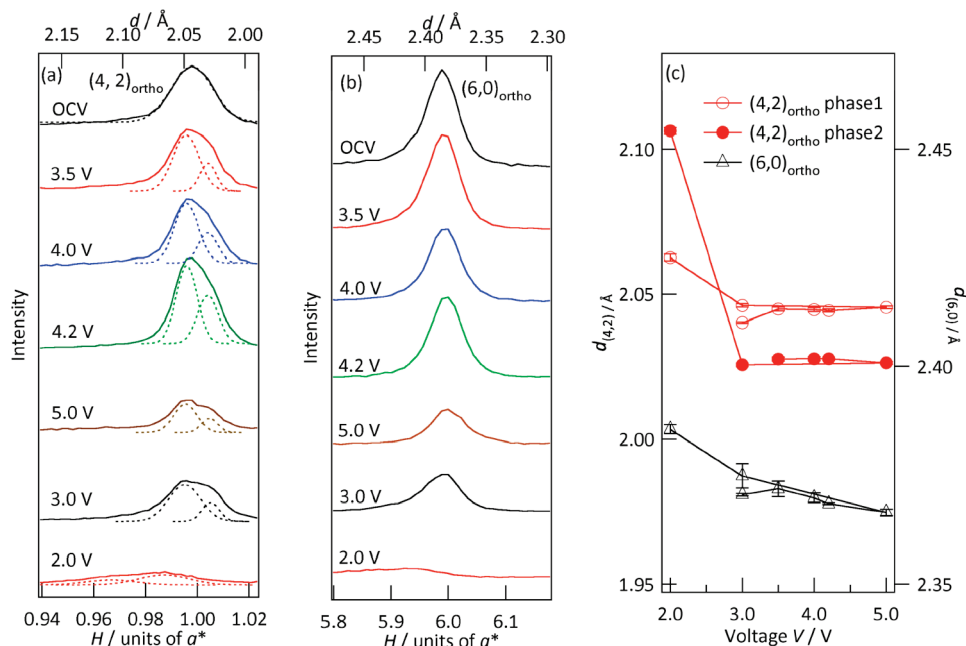 d / Å
2.15 2.10 2.05 2.00
(a)
(4, 2)ortho
OCV
3.5 V
4.0 V
4.2 V
5.0 V
3.0 V
2.0 V
Intensity
0.94 0.96 0.98 1.00 1.02
H / units of a*
d / Å
2.45 2.40 2.35 2.30
(b)
(6,0)ortho
OCV
3.5 V
4.0 V
4.2 V
5.0 V
3.0 V
2.0 V
Intensity
5.8 5.9 6.0 6.1
H / units of a*
(c)
(4,2)ortho phase1
(4,2)ortho phase2
(6,0)ortho
2.10
2.05
2.00
1.95
d(4,2) / Å
2.45
2.40
2.35
d(6,0) / Å
2.0 3.0 4.0 5.0
Voltage V / V